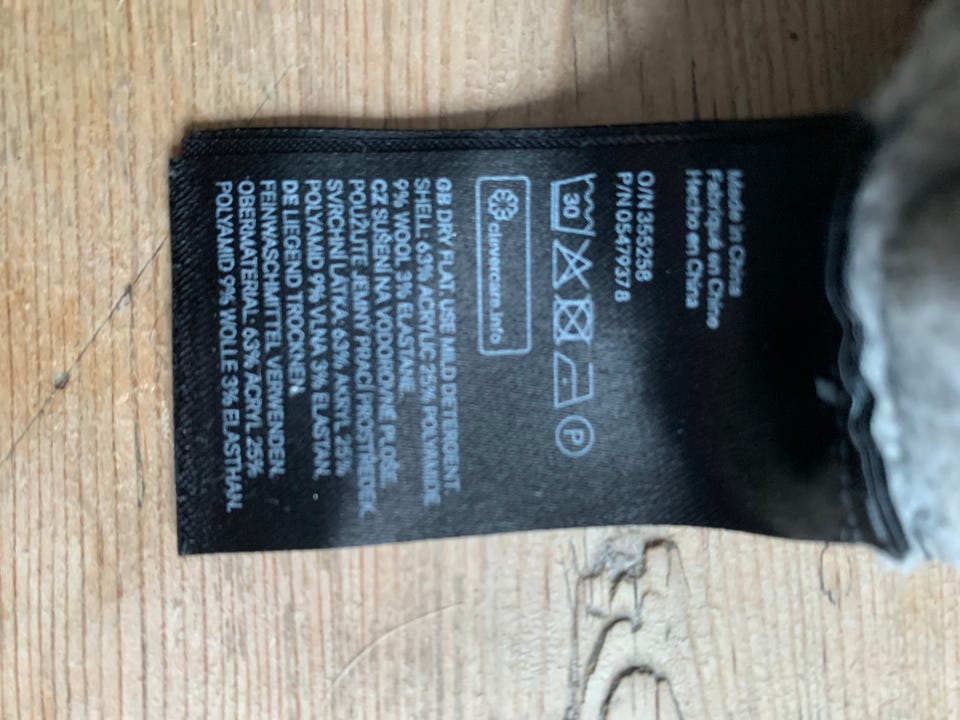 Made in China
Fabriqué en Chine
Hecho en China
O/N 355258
P/N 0547937 8
30
P
clevercare.info
GB DRY FLAT. USE MILD DETERGENT.
SHELL: 63% ACRYLIC 25% POLYAMIDE
9% WOOL 3% ELASTANE
CZ SUŠENÍ NA VODOROVNÉ PLOŠE.
POUŽIJTE JEMNÝ PRACÍ PROSTŘEDEK.
SVRCHNÍ LÁTKA: 63% AKRYL 25%
POLYAMID 9% VLNA 3% ELASTAN
DE LIEGEND TROCKNEN.
FEINWASCHMITTEL VERWENDEN.
OBERMATERIAL: 63% ACRYL 25%
POLYAMID 9% WOLLE 3% ELASTHAN